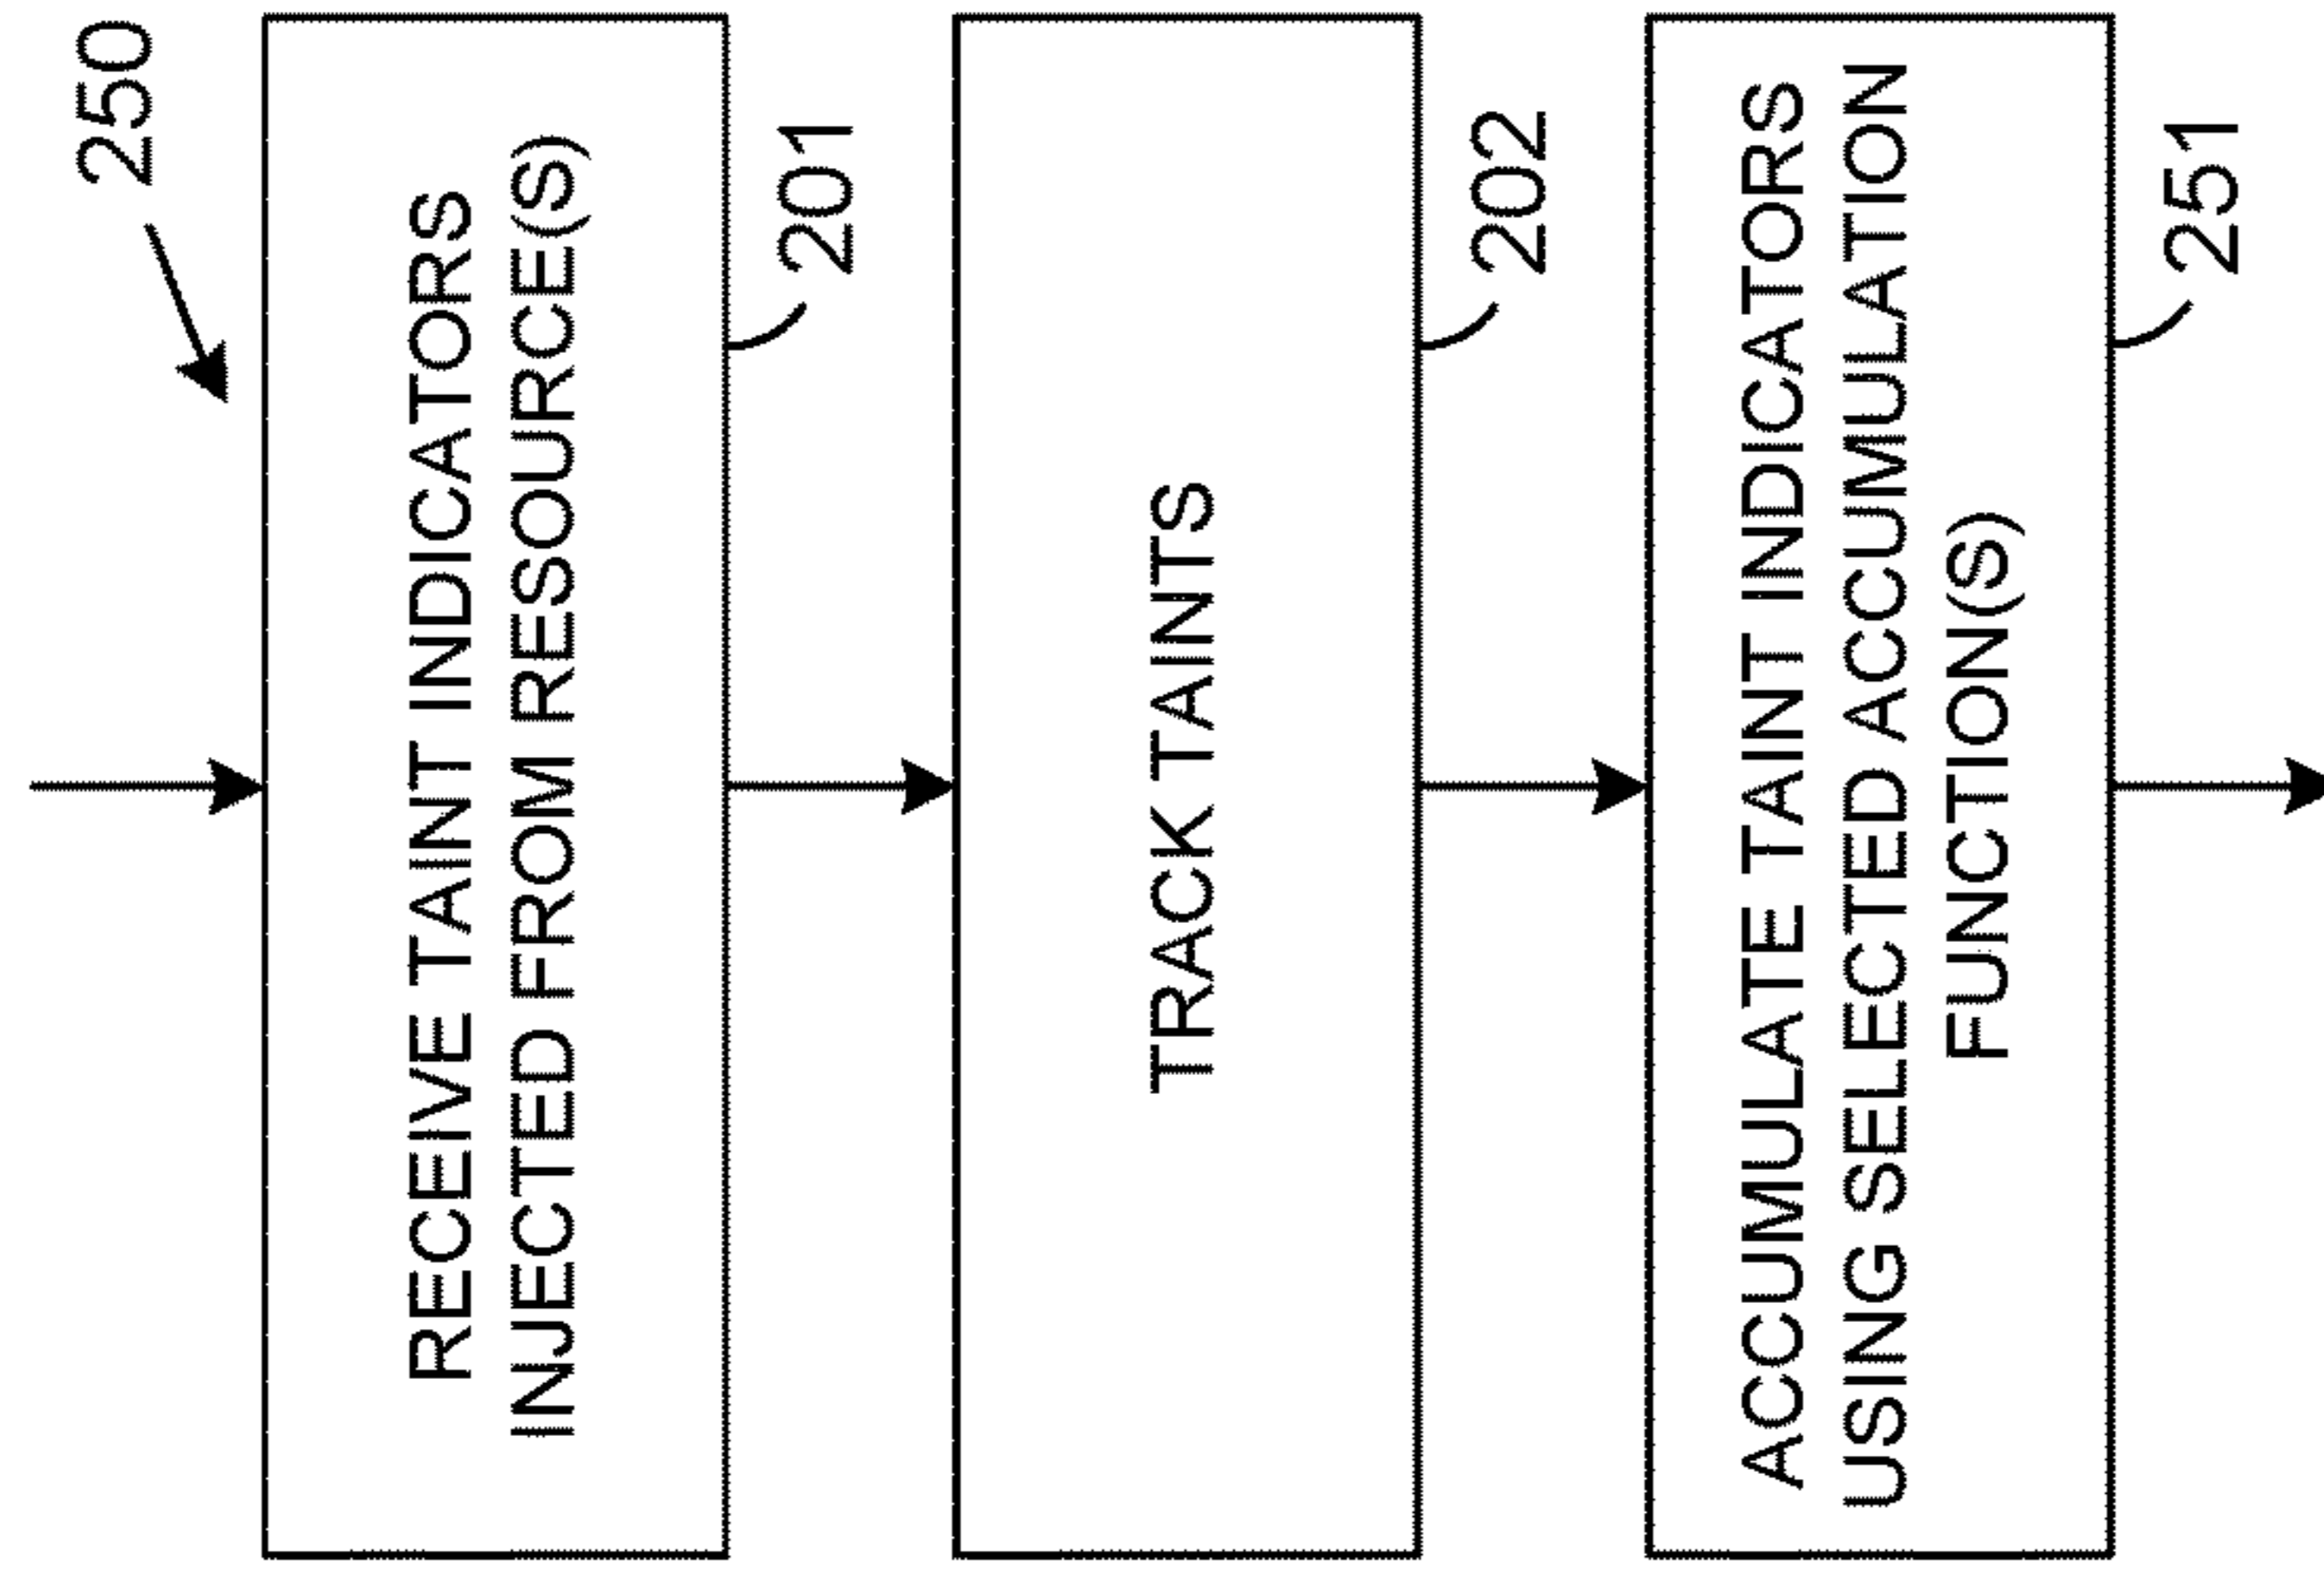 250
RECEIVE TAINT INDICATORS
INJECTED FROM RESOURCE(S)
201
TRACK TAINTS
202
ACCUMULATE TAINT INDICATORS
USING SELECTED ACCUMULATION
FUNCTION(S)
251